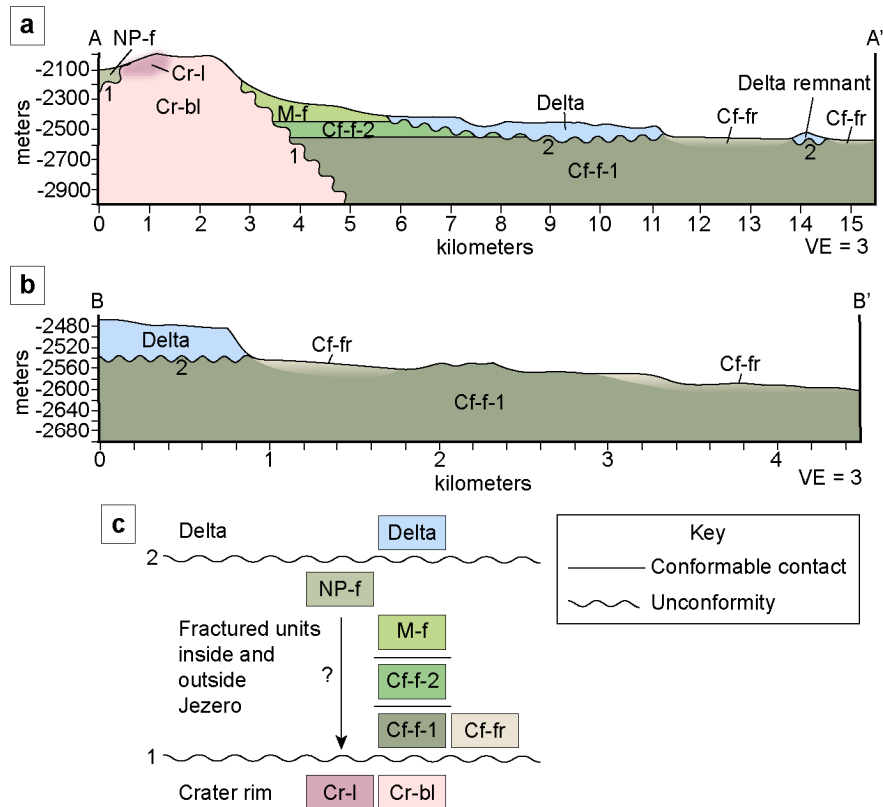 a
A
A'
NP-f
Cr-l
Delta remnant
Delta
Cf-fr
Cf-fr
-2100
-2300
-2500
-2700
-2900
meters
1
Cr-bl
M-f
Cf-f-2
1
2
2
Cf-f-1
0 1 2 3 4 5 6 7 8 9 10 11 12 13 14 15
kilometers
VE = 3
b
B
B'
-2480
-2520
-2560
-2600
-2640
-2680
meters
Delta
2
Cf-fr
Cf-fr
Cf-f-1
0 1 2 3 4
kilometers
VE = 3
c
Delta
Delta
2
NP-f
Fractured units
inside and
outside
Jezero
?
M-f
Cf-f-2
Cf-f-1
Cf-fr
1
Crater rim
Cr-l
Cr-bl
Key
Conformable contact
Unconformity